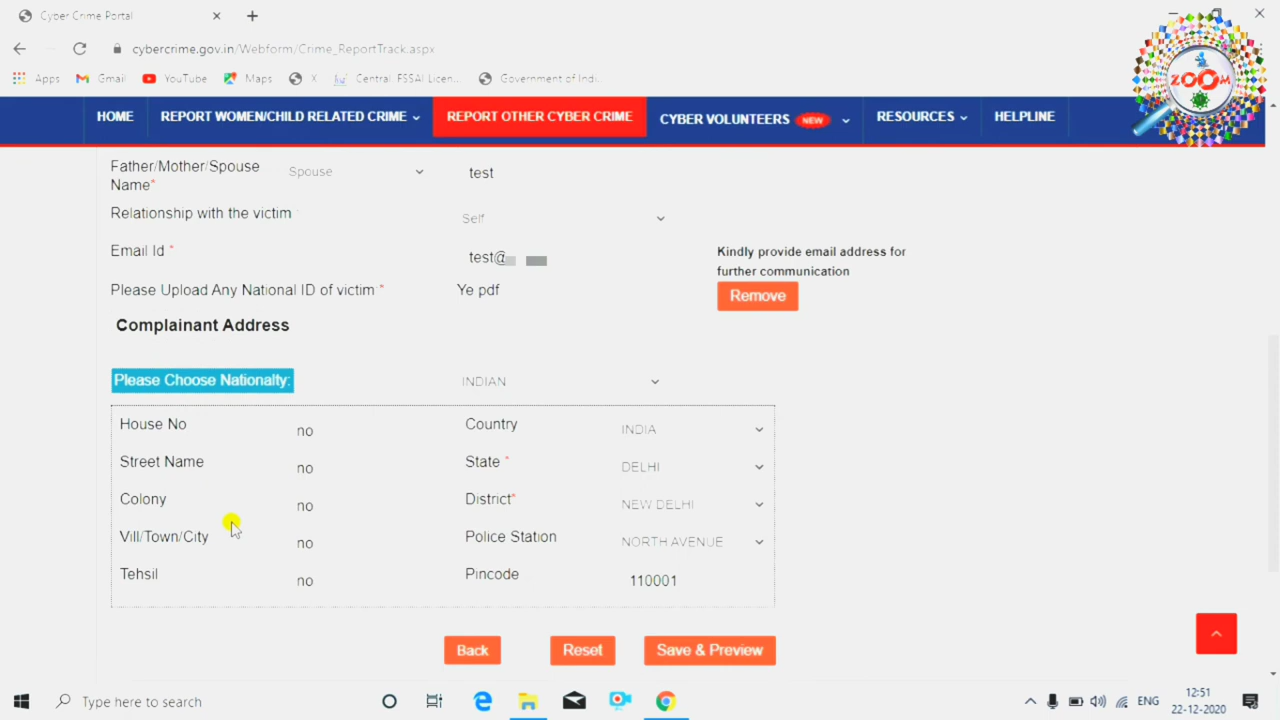 Cyber Crime Portal
cybercrime.gov.in/Webform/Crime_ReportTrack.aspx
Apps Gmail YouTube Maps X Central FSSAI Licen... Government of Indi...
ZOOM
HOME REPORT WOMEN/CHILD RELATED CRIME REPORT OTHER CYBER CRIME CYBER VOLUNTEERS NEW RESOURCES HELPLINE
Father/Mother/Spouse Name* Spouse test
Relationship with the victim Self
Email Id * test@ Kindly provide email address for further communication
Please Upload Any National ID of victim * Ye pdf Remove
Complainant Address
Please Choose Nationalty: INDIAN
House No no Country INDIA
Street Name no State * DELHI
Colony no District* NEW DELHI
Vill/Town/City no Police Station NORTH AVENUE
Tehsil no Pincode 110001
Back Reset Save & Preview
Type here to search ENG 12:51
22-12-2020